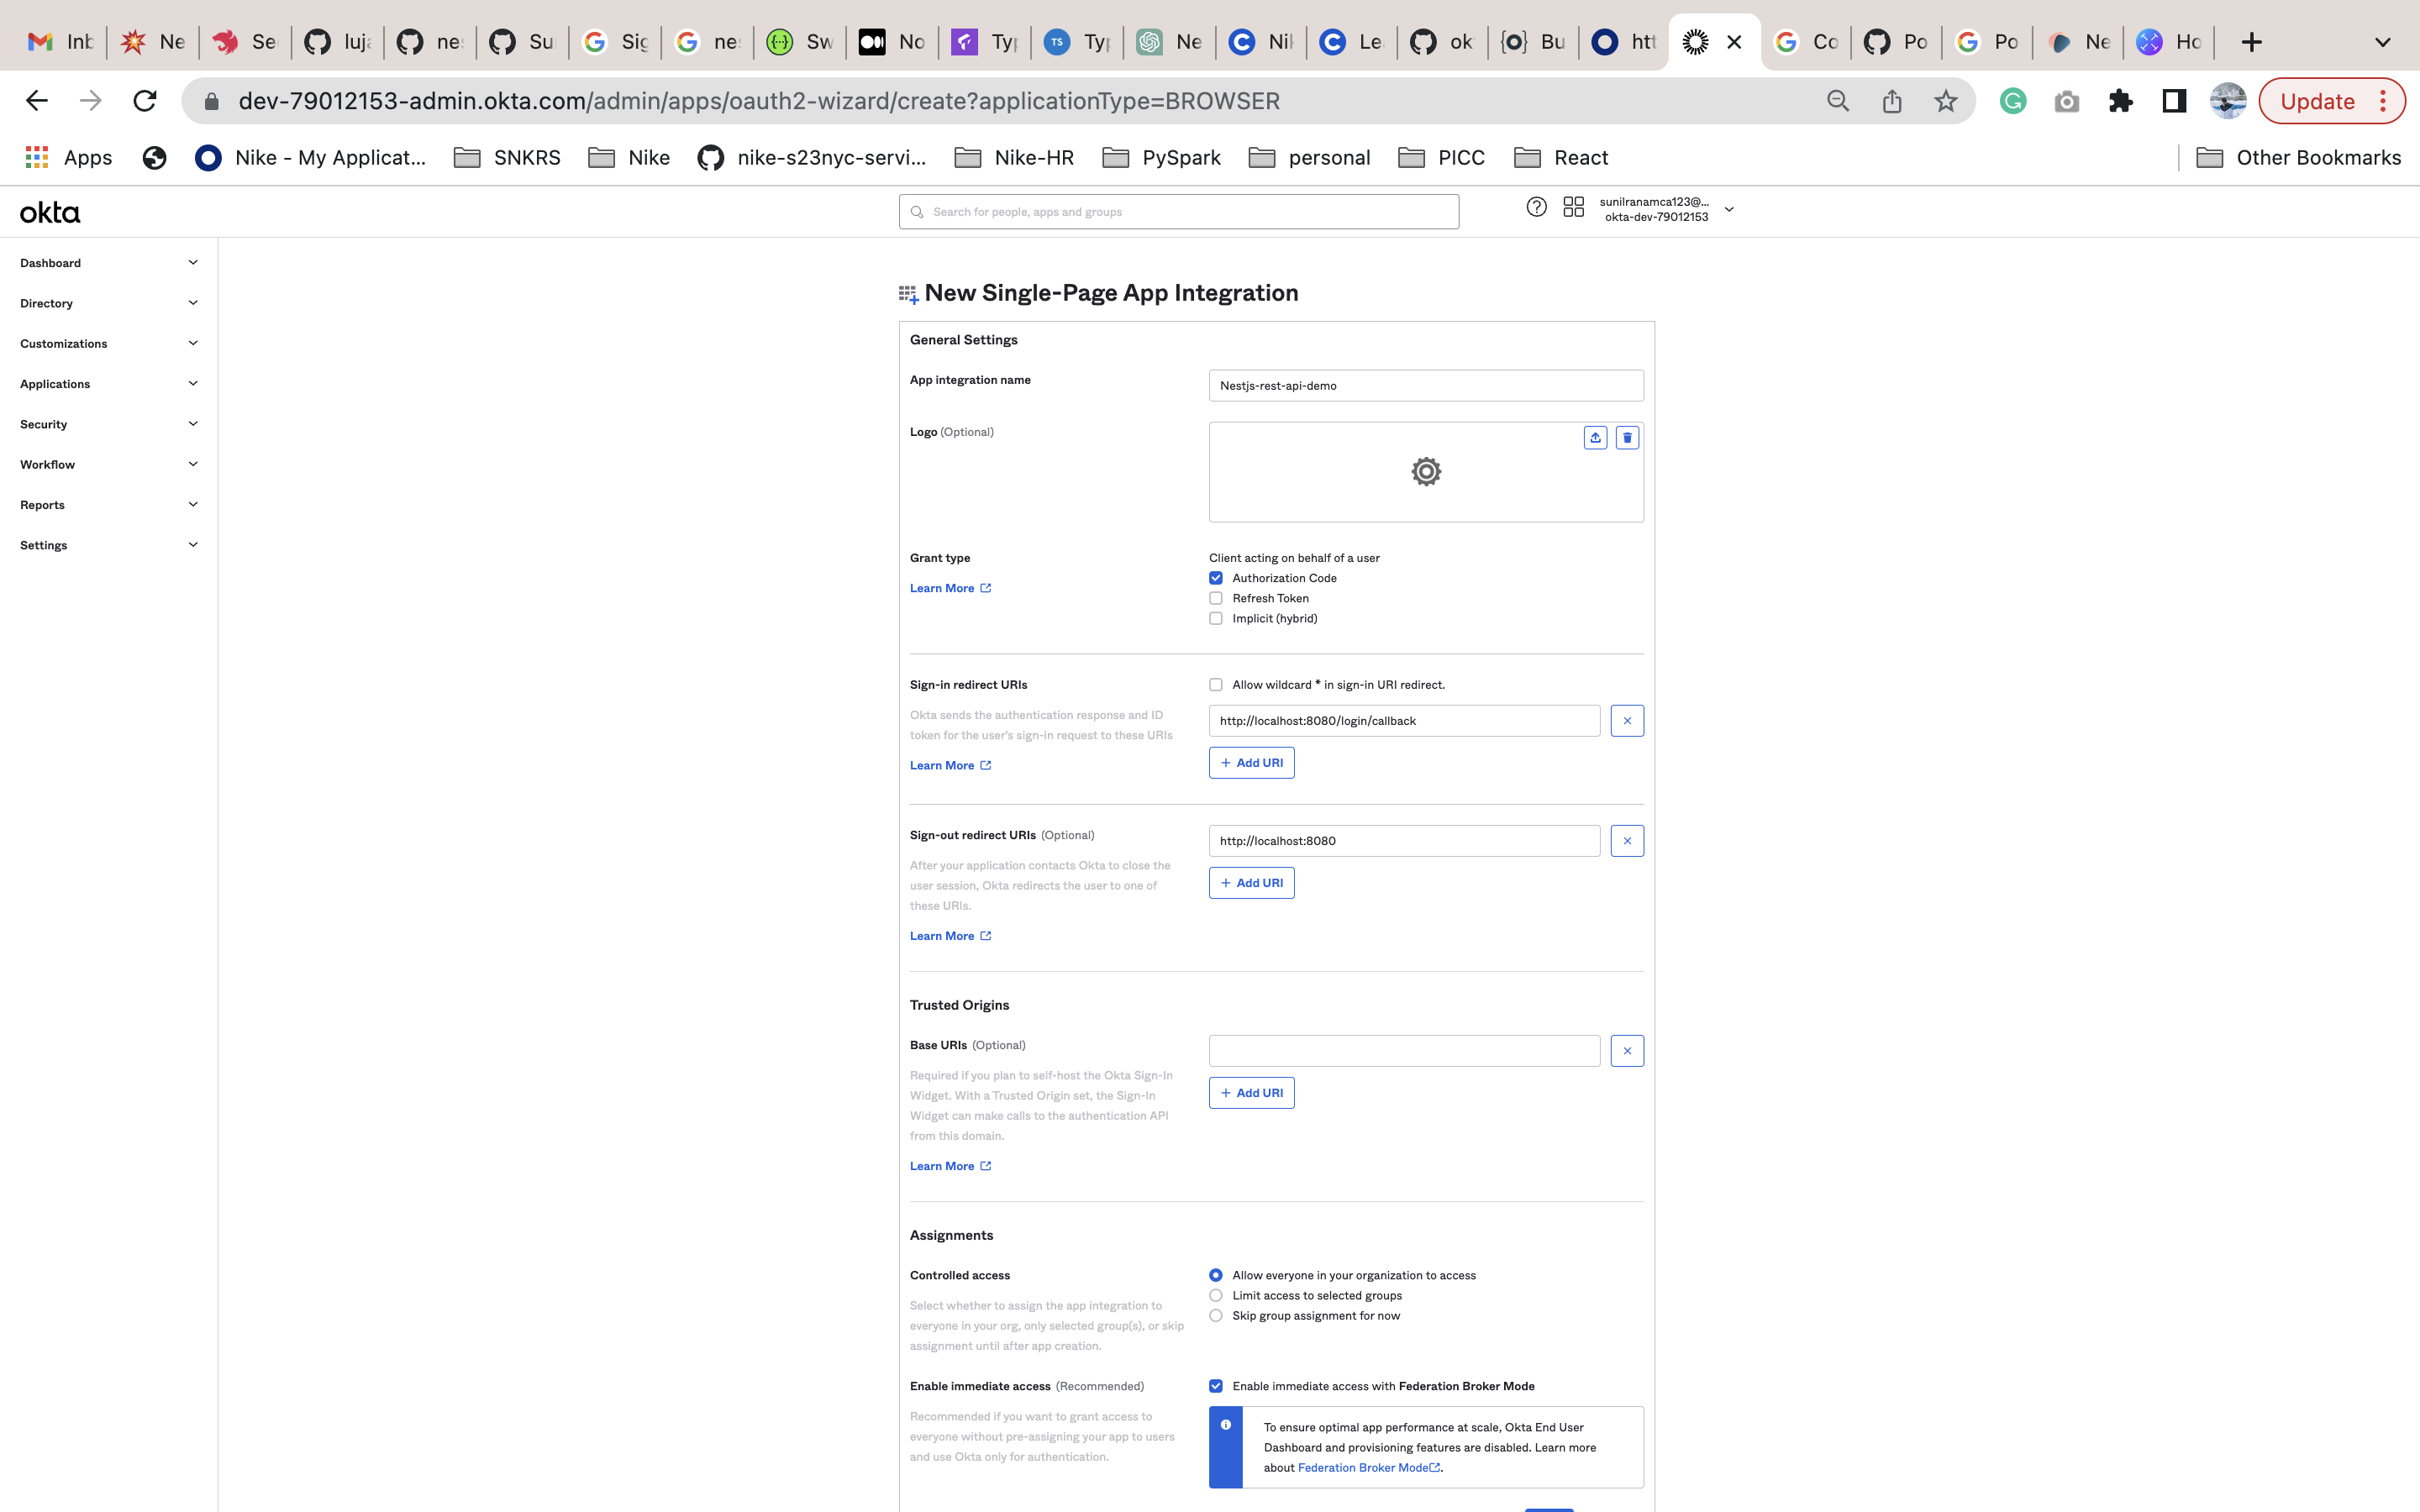 Inb
Ne
Se
luja
nes
Su
Sig
nes
Sw
No
Typ
TS
Typ
Ne
Nik
Le
ok
Bu
htt
Co
Po
Po
Ne
Ho
dev-79012153-admin.okta.com/admin/apps/oauth2-wizard/create?applicationType=BROWSER
Update
Apps
Nike - My Applicat...
SNKRS
Nike
nike-s23nyc-servi...
Nike-HR
PySpark
personal
PICC
React
Other Bookmarks
okta
Search for people, apps and groups
sunilranamca123@...
okta-dev-79012153
Dashboard
Directory
Customizations
Applications
Security
Workflow
Reports
Settings
New Single-Page App Integration
General Settings
App integration name
Nestjs-rest-api-demo
Logo (Optional)
Grant type
Learn More
Client acting on behalf of a user
Authorization Code
Refresh Token
Implicit (hybrid)
Sign-in redirect URIs
Okta sends the authentication response and ID
token for the user's sign-in request to these URIs
Learn More
Allow wildcard * in sign-in URI redirect.
http://localhost:8080/login/callback
+ Add URI
Sign-out redirect URIs (Optional)
After your application contacts Okta to close the
user session, Okta redirects the user to one of
these URIs.
Learn More
http://localhost:8080
+ Add URI
Trusted Origins
Base URIs (Optional)
Required if you plan to self-host the Okta Sign-In
Widget. With a Trusted Origin set, the Sign-In
Widget can make calls to the authentication API
from this domain.
Learn More
+ Add URI
Assignments
Controlled access
Select whether to assign the app integration to
everyone in your org, only selected group(s), or skip
assignment until after app creation.
Allow everyone in your organization to access
Limit access to selected groups
Skip group assignment for now
Enable immediate access (Recommended)
Recommended if you want to grant access to
everyone without pre-assigning your app to users
and use Okta only for authentication.
Enable immediate access with Federation Broker Mode
To ensure optimal app performance at scale, Okta End User
Dashboard and provisioning features are disabled. Learn more
about Federation Broker Mode.